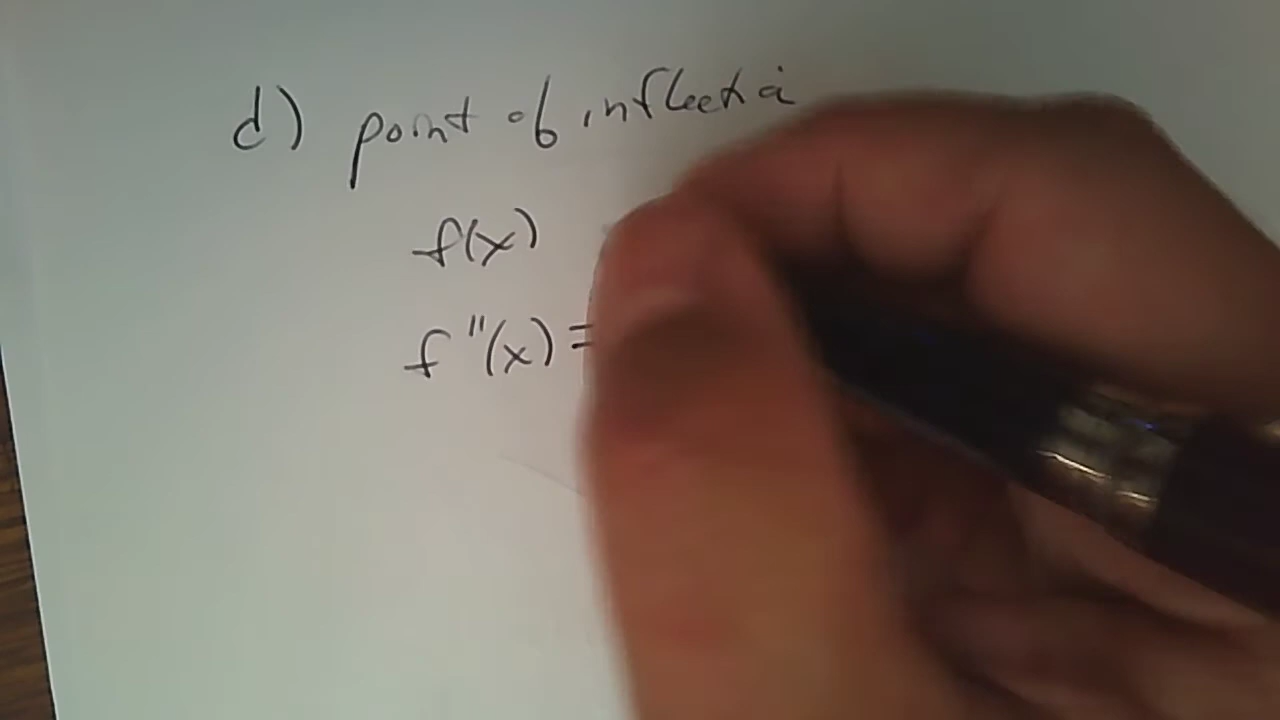 d) point of inflecti
f(x)
f"(x) =